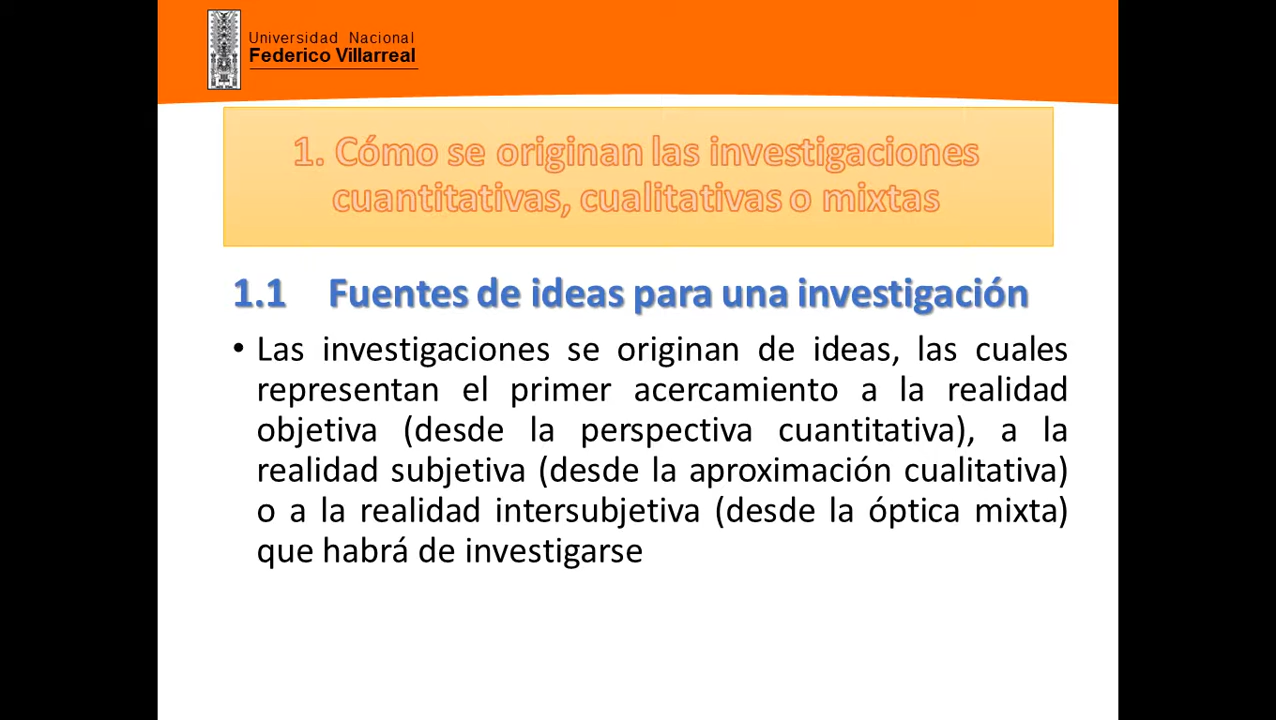 Universidad Nacional
Federico Villarreal
1. Cómo se originan las investigaciones
cuantitativas, cualitativas o mixtas
1.1 Fuentes de ideas para una investigación
• Las investigaciones se originan de ideas, las cuales
representan el primer acercamiento a la realidad
objetiva (desde la perspectiva cuantitativa), a la
realidad subjetiva (desde la aproximación cualitativa)
o a la realidad intersubjetiva (desde la óptica mixta)
que habrá de investigarse